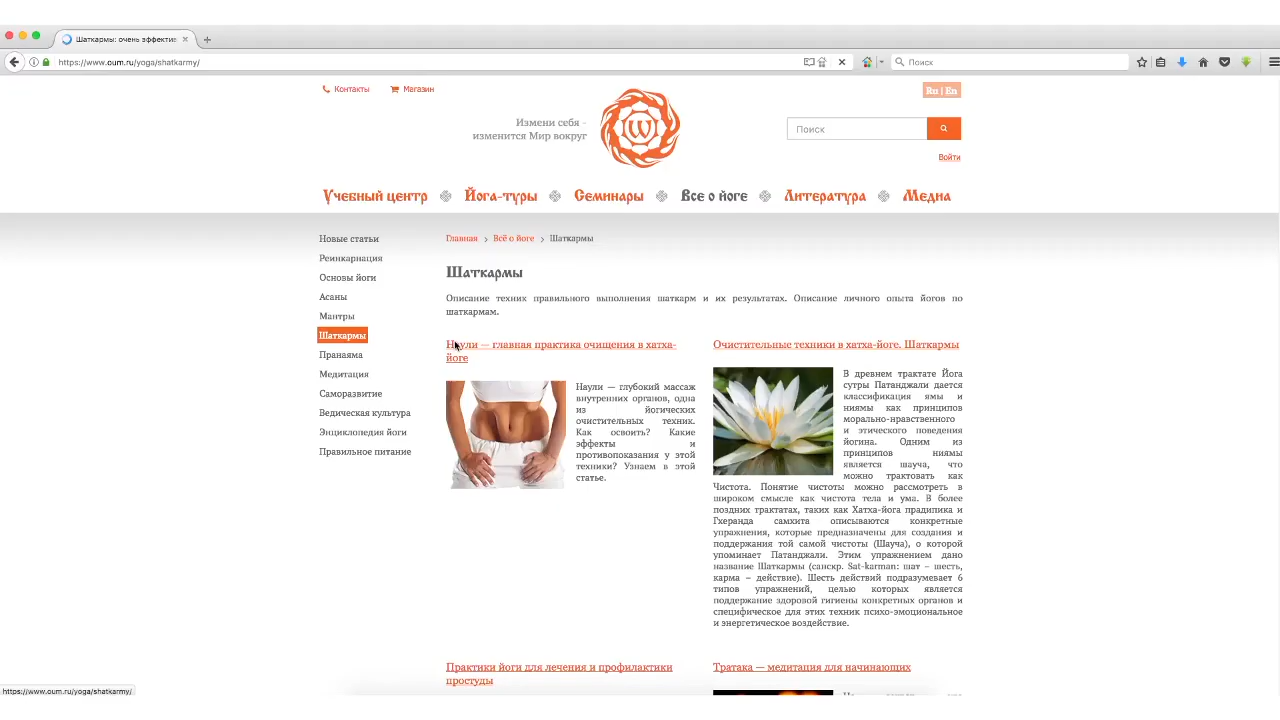 Шаткармы: очень эффектив
https://www.oum.ru/yoga/shatkarmy/
Поиск
Контакты
Магазин
Ru | En
Измени себя -
изменится Мир вокруг
Поиск
Войти
Учебный центр
Йога-туры
Семинары
Все о йоге
Литература
Медиа
Новые статьи
Реинкарнация
Основы йоги
Асаны
Мантры
Шаткармы
Пранаяма
Медитация
Саморазвитие
Ведическая культура
Энциклопедия йоги
Правильное питание
Главная > Всё о йоге > Шаткармы
Шаткармы
Описание техник правильного выполнения шаткарм и их результатах. Описание личного опыта йогов по
шаткармам.
Наули — главная практика очищения в хатха-
йоге
Наули — глубокий массаж
внутренних органов, одна
из йогических
очистительных техник.
Как освоить? Какие
эффекты и
противопоказания у этой
техники? Узнаем в этой
статье.
Очистительные техники в хатха-йоге. Шаткармы
В древнем трактате Йога
сутры Патанджали дается
классификация ямы и
ниямы как принципов
морально-нравственного
и этического поведения
йогина. Одним из
принципов ниямы
является шауча, что
можно трактовать как
Чистота. Понятие чистоты можно рассмотреть в
широком смысле как чистота тела и ума. В более
поздних трактатах, таких как Хатха-йога прадипика и
Гхеранда самхита описываются конкретные
упражнения, которые предназначены для создания и
поддержания той самой чистоты (Шауча), о которой
упоминает Патанджали. Этим упражнением дано
название Шаткармы (санскр. Sat-karman: шат – шесть,
карма – действие). Шесть действий подразумевает 6
типов упражнений, целью которых является
поддержание здоровой гигиены конкретных органов и
специфическое для этих техник психо-эмоциональное
и энергетическое воздействие.
Практики йоги для лечения и профилактики
простуды
Тратака — медитация для начинающих
https://www.oum.ru/yoga/shatkarmy/